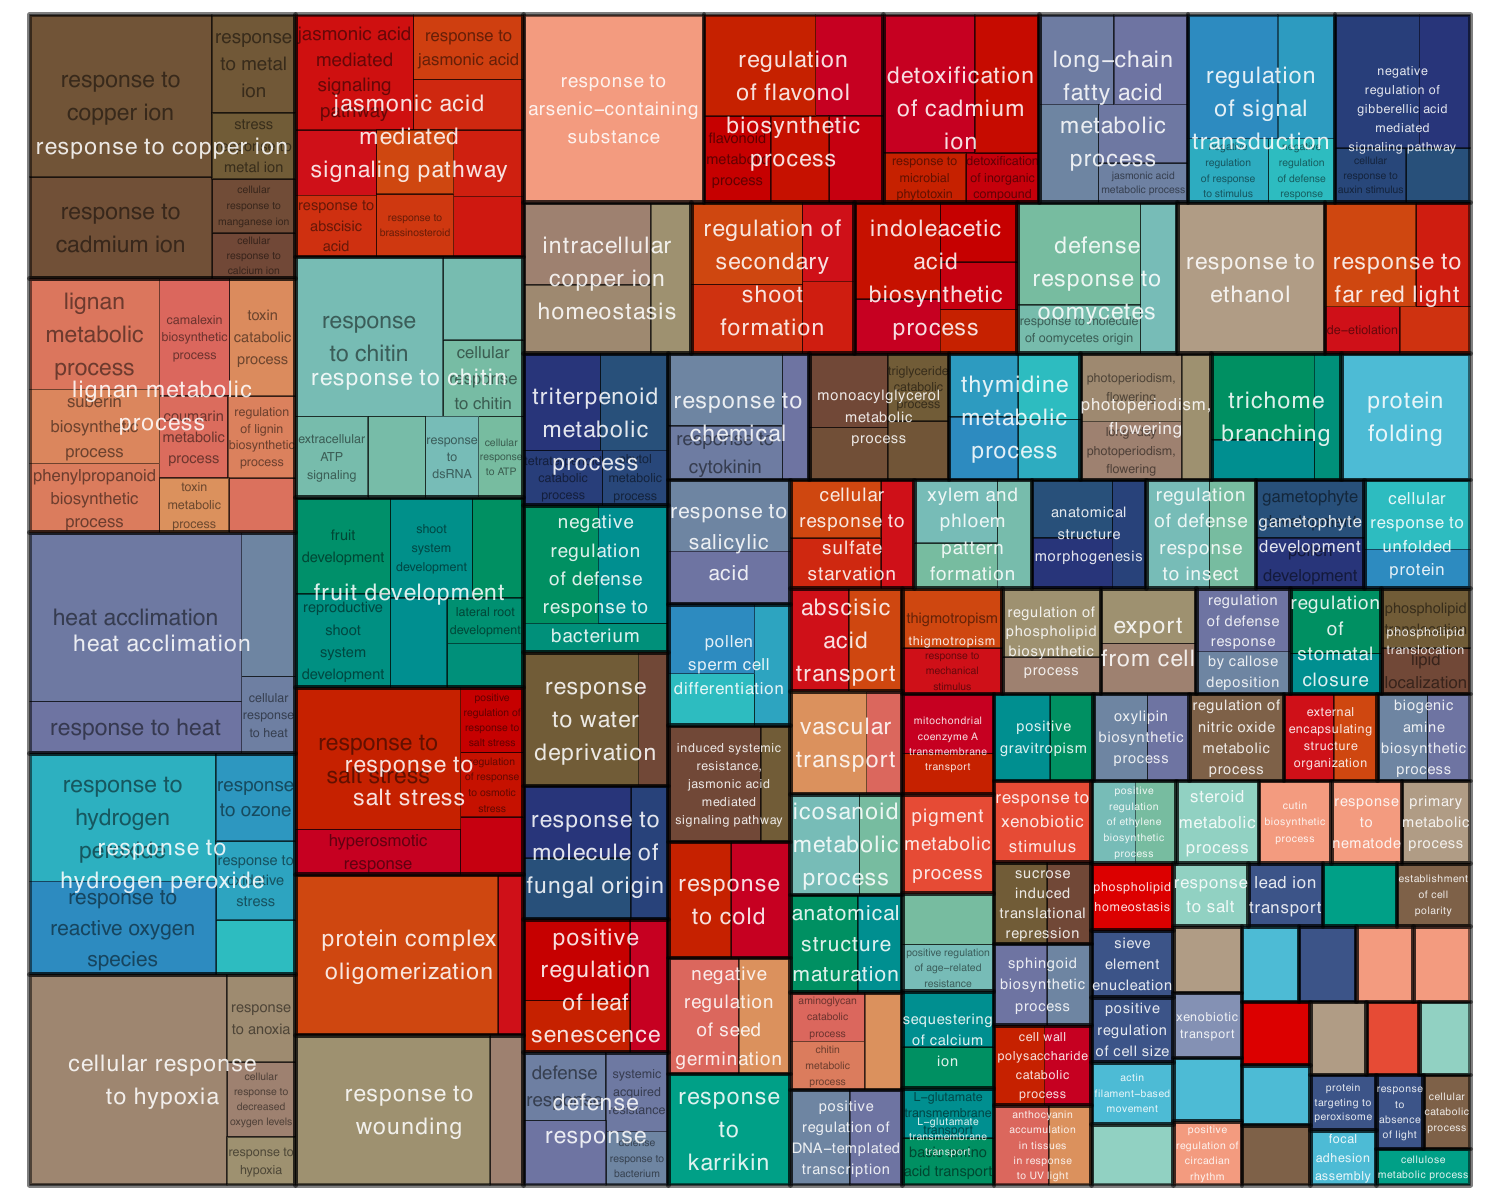 response to
copper ion
response to copper ion
response
to metal
ion
stress
metal ion
response to
cadmium ion
cellular
response to
manganese ion
cellular
response to
calcium ion
lignan
metabolic
process
lignan metabolic
process
camalexin
biosynthetic
process
toxin
catabolic
process
suberin
biosynthetic
process
coumarin
metabolic
process
regulation
of lignin
biosynthetic
process
phenylpropanoid
biosynthetic
process
toxin
metabolic
process
heat acclimation
heat acclimation
response to heat
cellular
response
to heat
response to
hydrogen
peroxide
response to
hydrogen peroxide
response
to ozone
response to
stress
response to
reactive oxygen
species
cellular response
to hypoxia
response
to anoxia
cellular
response to
decreased
oxygen levels
response to
hypoxia
jasmonic acid
mediated
signaling
pathway
jasmonic acid
mediated
signaling pathway
response to
jasmonic acid
response to
abscisic
acid
response to
brassinosteroid
response
to chitin
response to chitin
cellular
response
to chitin
extracellular
ATP
signaling
response
to
dsRNA
cellular
response
to ATP
fruit
development
shoot
system
development
fruit development
reproductive
shoot
system
development
lateral root
development
response to
salt stress
response to
salt stress
positive
regulation of
response to
salt stress
regulation
of response
to osmotic
stress
hyperosmotic
response
protein complex
oligomerization
response to
wounding
response to
arsenic−containing
substance
regulation
of flavonol
biosynthetic
process
flavonoid
metabolic
process
detoxification
of cadmium
ion
response to
microbial
phytotoxin
detoxification
of inorganic
compound
long−chain
fatty acid
metabolic
process
jasmonic acid
metabolic process
regulation
of signal
transduction
regulation
of response
to stimulus
regulation
of defense
response
negative
regulation of
gibberellic acid
mediated
signaling pathway
cellular
response to
auxin stimulus
intracellular
copper ion
homeostasis
regulation of
secondary
shoot
formation
indoleacetic
acid
biosynthetic
process
defense
response to
oomycetes
response to molecule
of oomycetes origin
response to
ethanol
response to
far red light
de−etiolation
triterpenoid
metabolic
process
catabolic
process
metabolic
process
response to
chemical
response to
cytokinin
monoacylglycerol
metabolic
process
triglyceride
catabolic
process
thymidine
metabolic
process
photoperiodism,
flowering
photoperiodism,
flowering
photoperiodism,
flowering
trichome
branching
protein
folding
negative
regulation
of defense
response to
bacterium
response to
salicylic
acid
cellular
response to
sulfate
starvation
xylem and
phloem
pattern
formation
anatomical
structure
morphogenesis
regulation
of defense
response
to insect
gametophyte
gametophyte
development
development
cellular
response to
unfolded
protein
pollen
sperm cell
differentiation
abscisic
acid
transport
thigmotropism
thigmotropism
response to
mechanical
stimulus
regulation of
phospholipid
biosynthetic
process
export
from cell
regulation
of defense
response
by callose
deposition
regulation
of
stomatal
closure
phospholipid
phospholipid
translocation
lipid
localization
response
to water
deprivation
induced systemic
resistance,
jasmonic acid
mediated
signaling pathway
vascular
transport
mitochondrial
coenzyme A
transmembrane
transport
positive
gravitropism
oxylipin
biosynthetic
process
regulation of
nitric oxide
metabolic
process
external
encapsulating
structure
organization
biogenic
amine
biosynthetic
process
response to
molecule of
fungal origin
response
to cold
icosanoid
metabolic
process
pigment
metabolic
process
response to
xenobiotic
stimulus
positive
regulation
of ethylene
biosynthetic
process
steroid
metabolic
process
cutin
biosynthetic
process
response
to
nematode
primary
metabolic
process
positive
regulation
of leaf
senescence
negative
regulation
of seed
germination
anatomical
structure
maturation
positive regulation
of age−related
resistance
sucrose
induced
translational
repression
phospholipid
homeostasis
response
to salt
lead ion
transport
establishment
of cell
polarity
sphingoid
biosynthetic
process
sieve
element
enucleation
aminoglycan
catabolic
process
chitin
metabolic
process
sequestering
of calcium
ion
positive
regulation
of cell size
xenobiotic
transport
defense
response
systemic
acquired
resistance
defense
response
response to
bacterium
response
to
karrikin
positive
regulation of
DNA−templated
transcription
L−glutamate
transmembrane
transport
L−glutamate
transmembrane
transport
acid transport
cell wall
polysaccharide
catabolic
process
anthocyanin
accumulation
in tissues
in response
to UV light
actin
filament−based
movement
positive
regulation of
circadian
rhythm
protein
targeting to
peroxisome
response
to
absence
of light
cellular
catabolic
process
focal
adhesion
assembly
cellulose
metabolic process